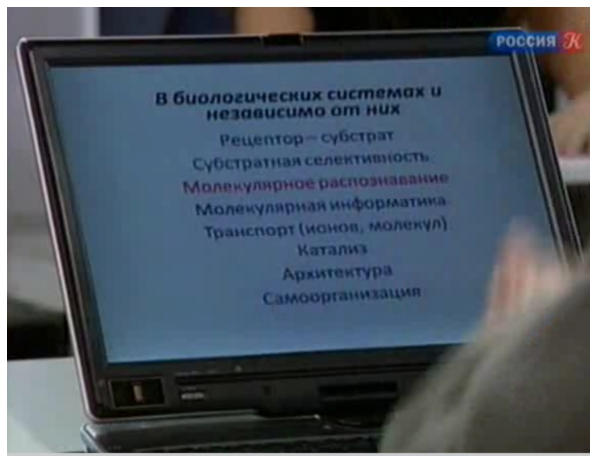 РОССИЯ К
В биологических системах и
независимо от них
Рецептор – субстрат
Субстратная селективность
Молекулярное распознавание
Молекулярная информатика
Транспорт (ионов, молекул)
Катализ
Архитектура
Самоорганизация